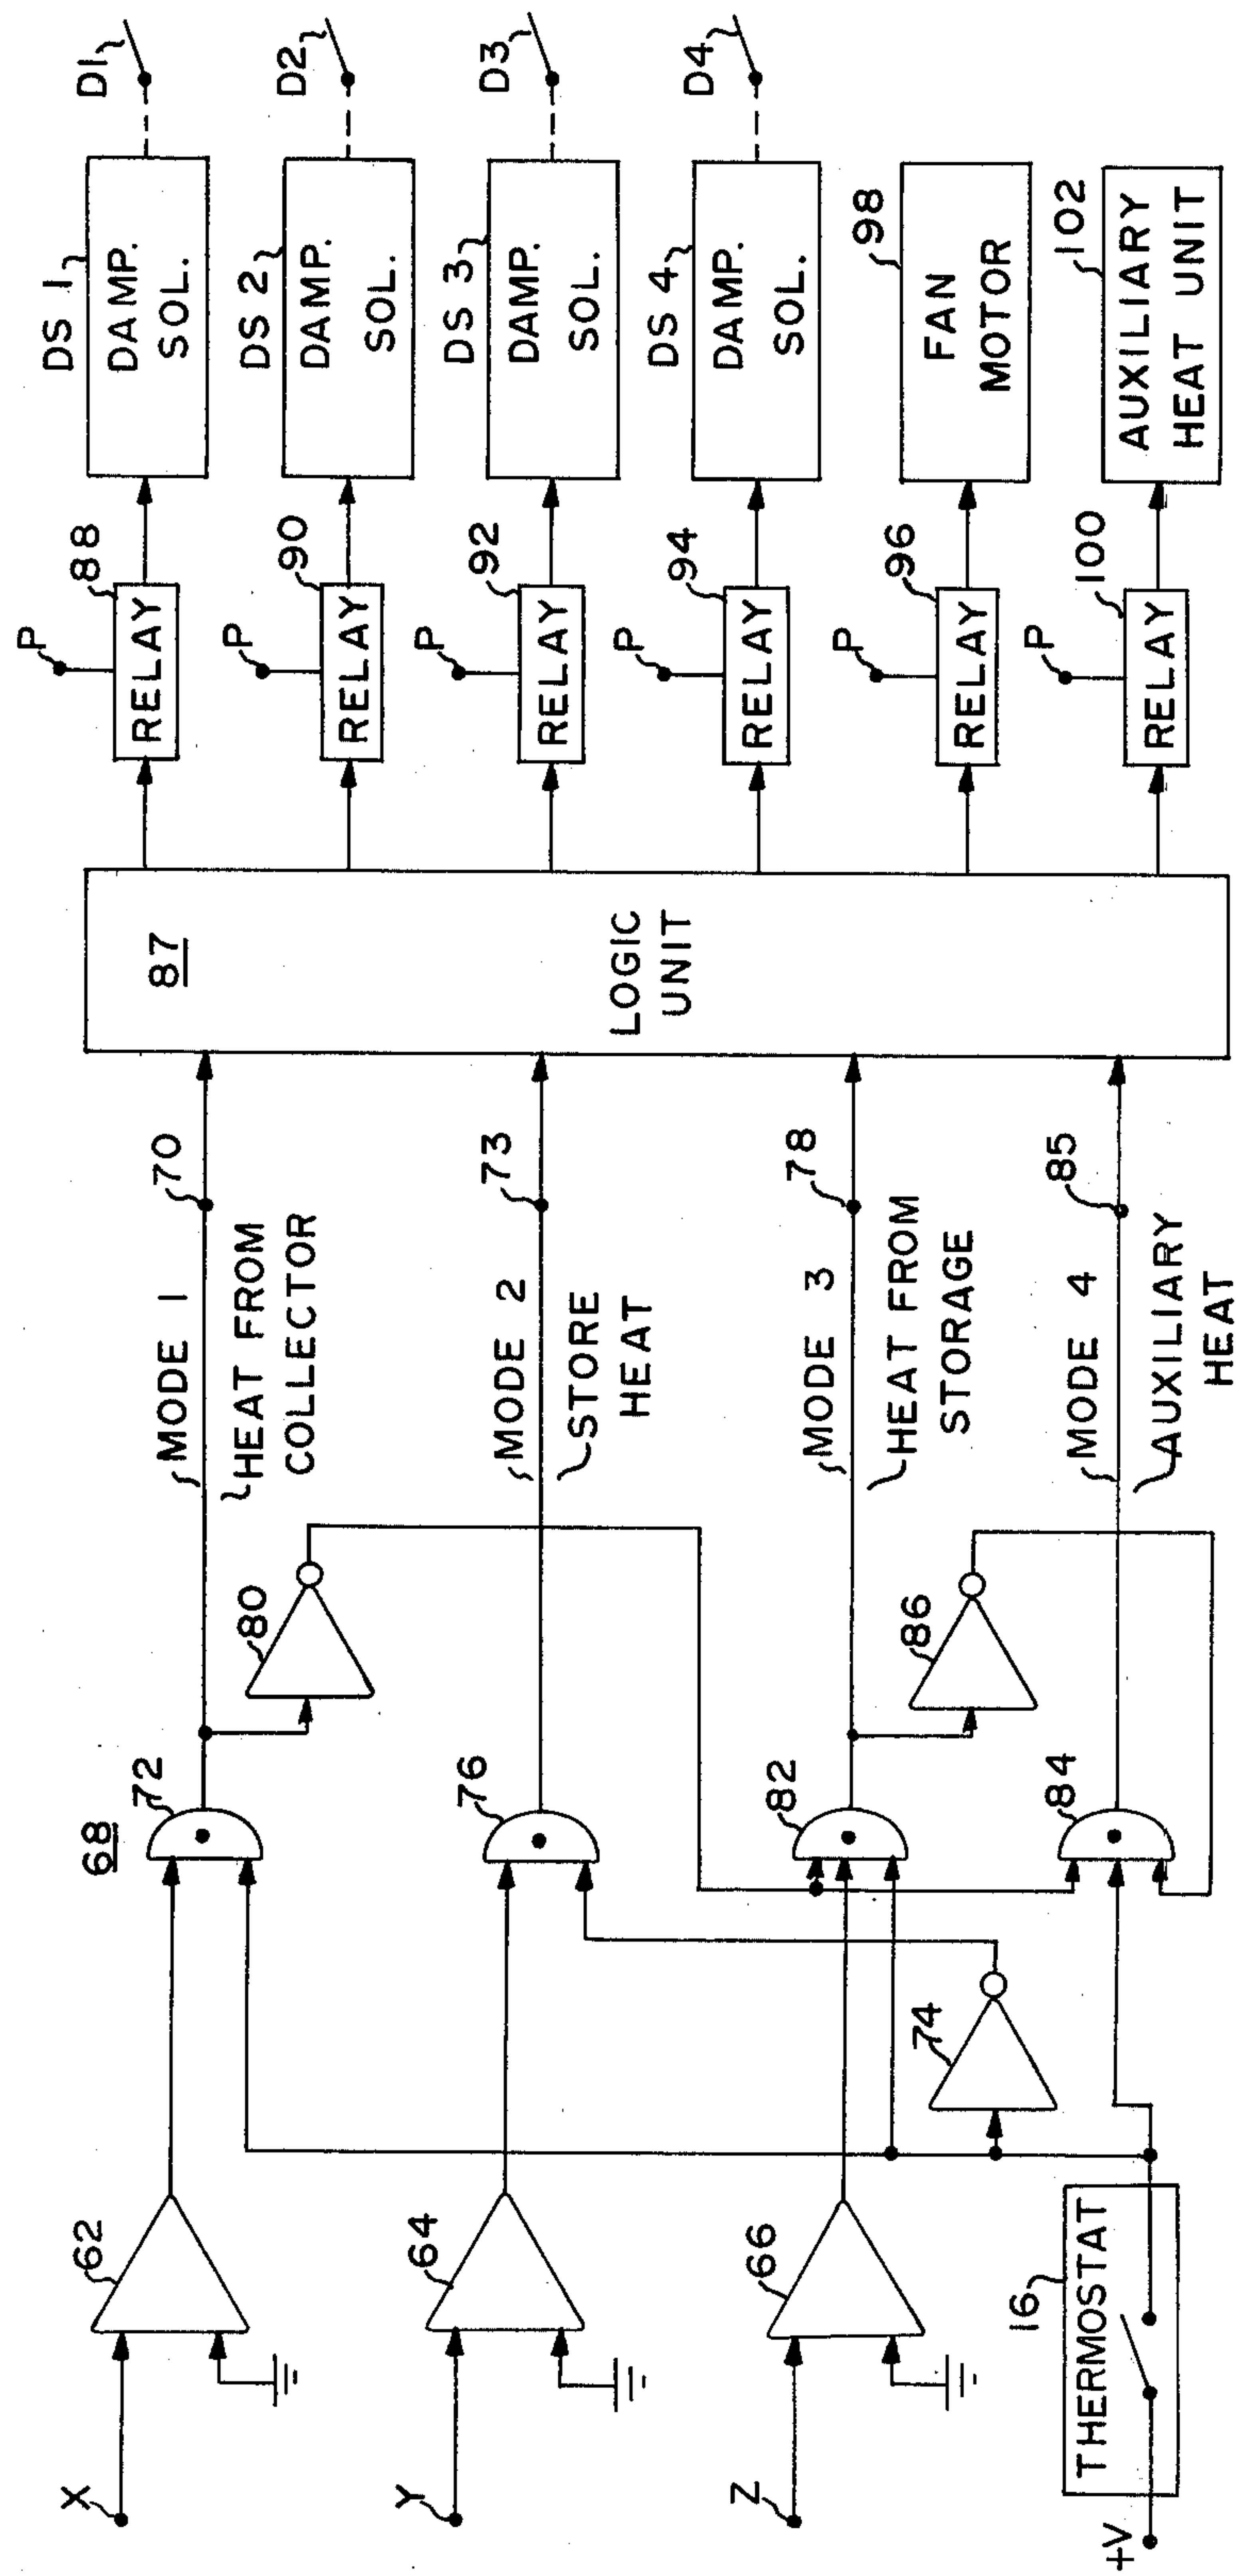 X
62
Y
64
Z
66
+V
16
THERMOSTAT
74
68
72
76
82
84
80
86
MODE 1
HEAT FROM
COLLECTOR
70
MODE 2
STORE
HEAT
73
MODE 3
HEAT FROM
STORAGE
78
MODE 4
AUXILIARY
HEAT
85
87
LOGIC
UNIT
P
88
RELAY
DS 1
DAMP.
SOL.
D1
P
90
RELAY
DS 2
DAMP.
SOL.
D2
P
92
RELAY
DS 3
DAMP.
SOL.
D3
P
94
RELAY
DS 4
DAMP.
SOL.
D4
P
96
RELAY
98
FAN
MOTOR
P
100
RELAY
102
AUXILIARY
HEAT UNIT